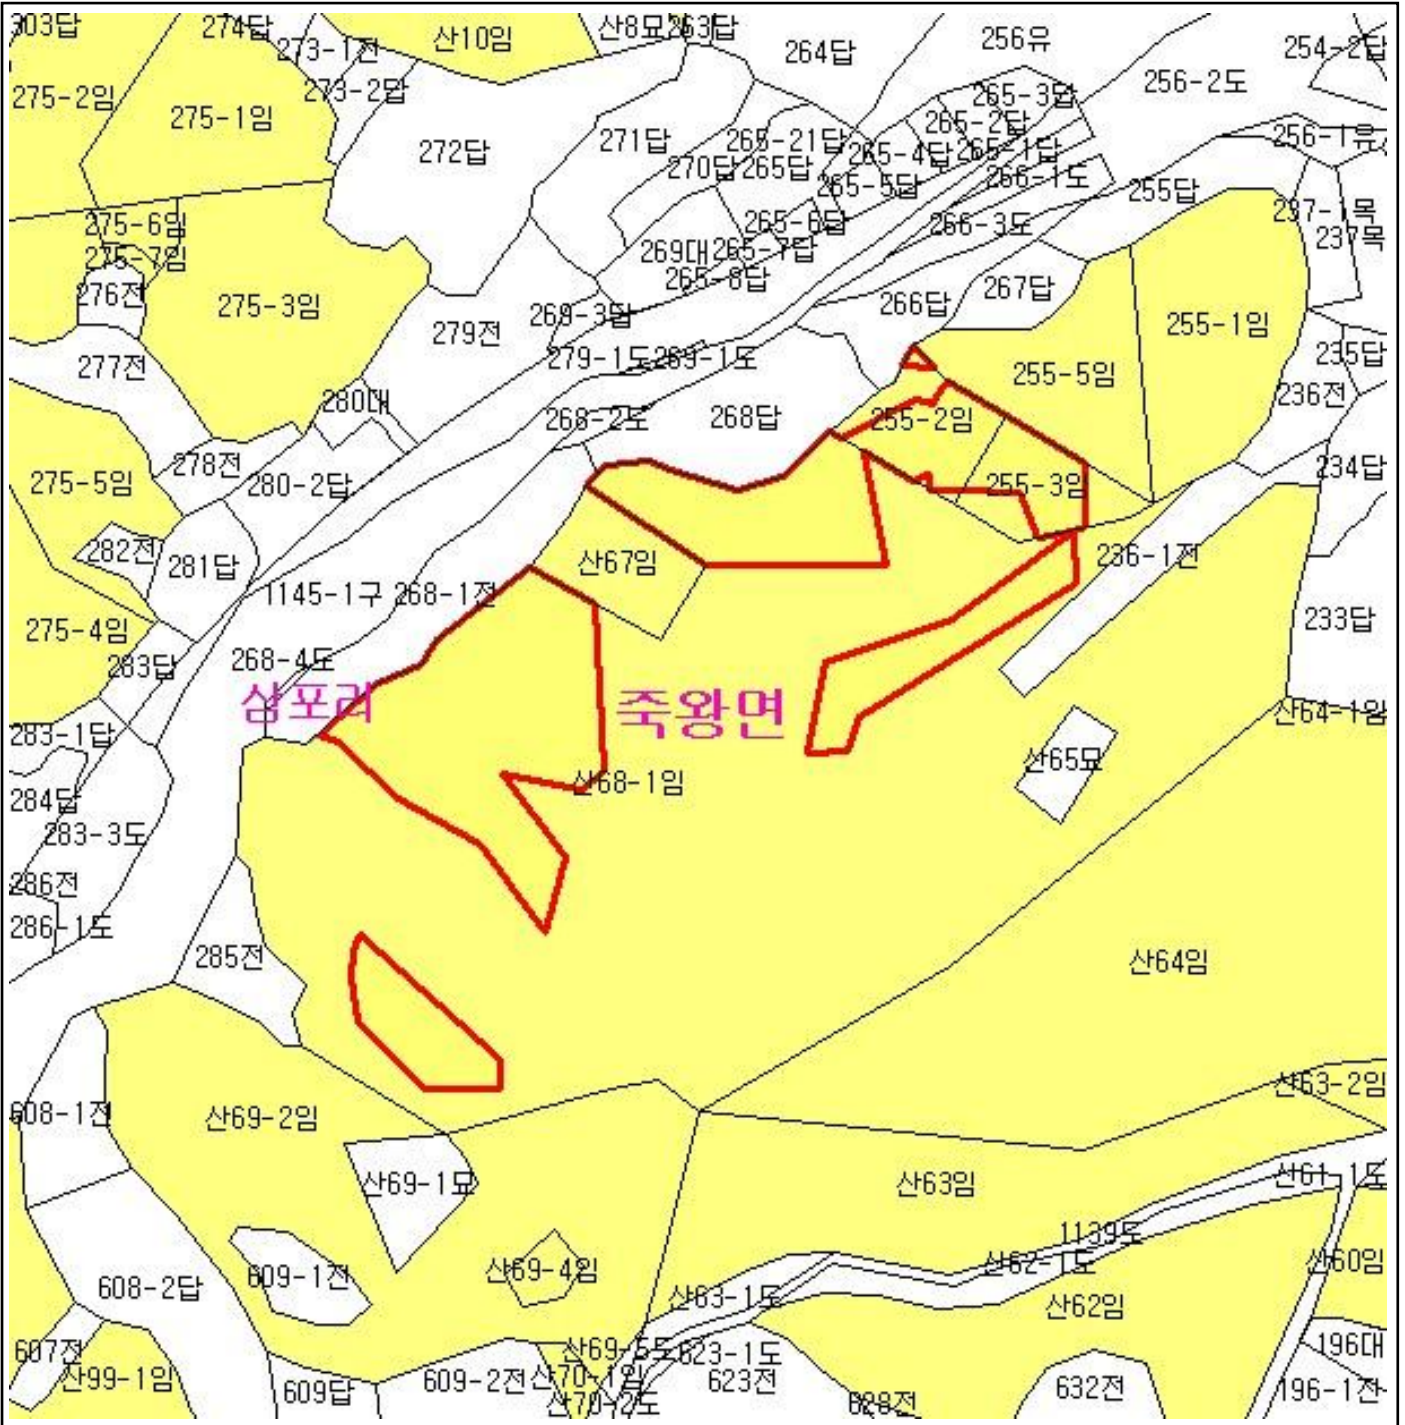 303답
274답
273-1전
산10임
산8묘
263답
264답
256유
254-2답
275-2임
275-1임
273-2답
272답
271답
265-21답
265-3답
265-2답
256-2도
256-1유
270답
265답
265-4답
265-1답
265-5답
266-1도
255답
275-6임
275-7임
265-6답
266-3도
237-1목
237목
276전
275-3임
269대
265-7답
265-8답
266답
267답
277전
279전
269-3답
279-1도
269-1도
255-1임
235답
280대
266-2도
268답
255-2임
255-5임
236전
278전
275-5임
280-2답
255-3임
234답
282전
281답
산67임
236-1전
1145-1구
268-1전
275-4임
283답
268-4도
삼포리
죽왕면
233답
283-1답
산64-1임
산68-1임
산65묘
284답
283-3도
286전
286-1도
285전
산64임
608-1전
산69-2임
산63-2임
산69-1묘
산63임
산61-1도
1139도
608-2답
609-1전
산69-4임
산62-1도
산60임
산63-1도
산62임
607전
산99-1임
산69-5도
623-1도
196대
609답
609-2전
산70-1임
산70-2도
623전
628전
632전
196-1전